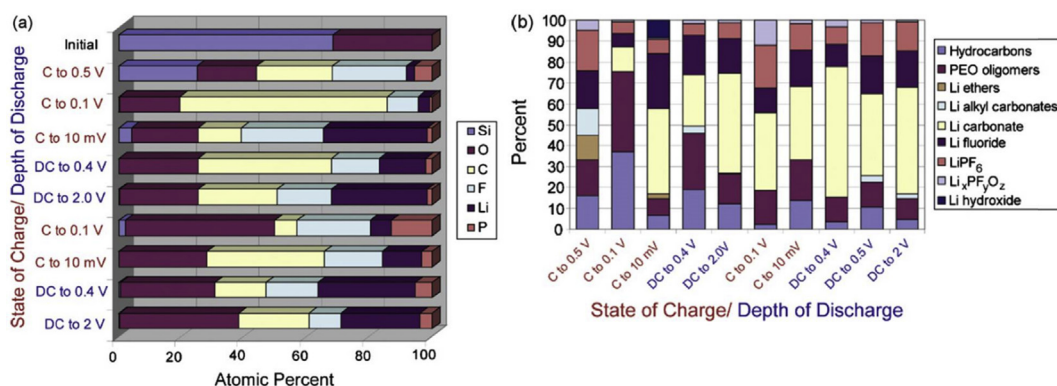 (a)
State of Charge/ Depth of Discharge
Initial
C to 0.5 V
C to 0.1 V
C to 10 mV
DC to 0.4 V
DC to 2.0 V
C to 0.1 V
C to 10 mV
DC to 0.4 V
DC to 2 V
0 20 40 60 80 100
Atomic Percent
Si
O
C
F
Li
P
(b)
Percent
100
90
80
70
60
50
40
30
20
10
0
C to 0.5 V
C to 0.1 V
C to 10 mV
DC to 0.4 V
DC to 2.0V
C to 0.1 V
C to 10 mV
DC to 0.4 V
DC to 0.5 V
DC to 2 V
State of Charge/ Depth of Discharge
Hydrocarbons
PEO oligomers
Li ethers
Li alkyl carbonates
Li carbonate
Li fluoride
LiPF6
LixPFyOz
Li hydroxide